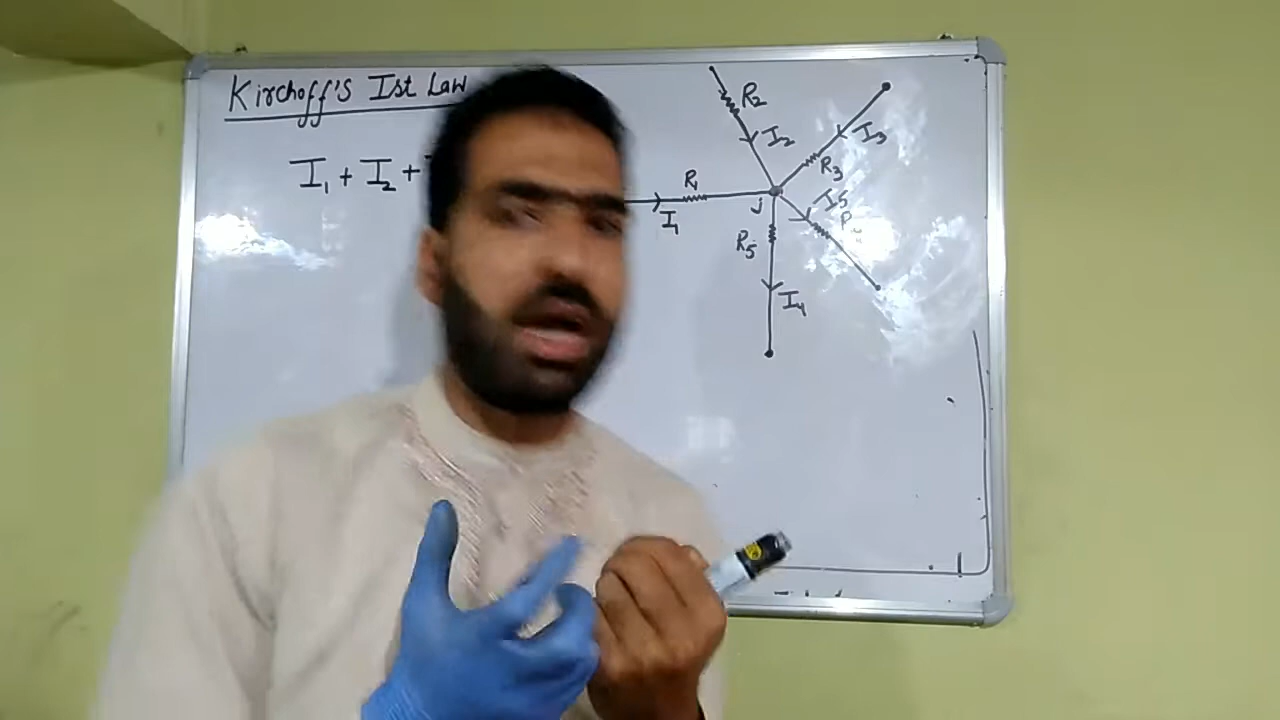 Kirchoff's Ist Law
I₁ + I₂ +
R₂
I₂
I₃
R₃
R₁
I₁
J
I₅
R₅
I₄